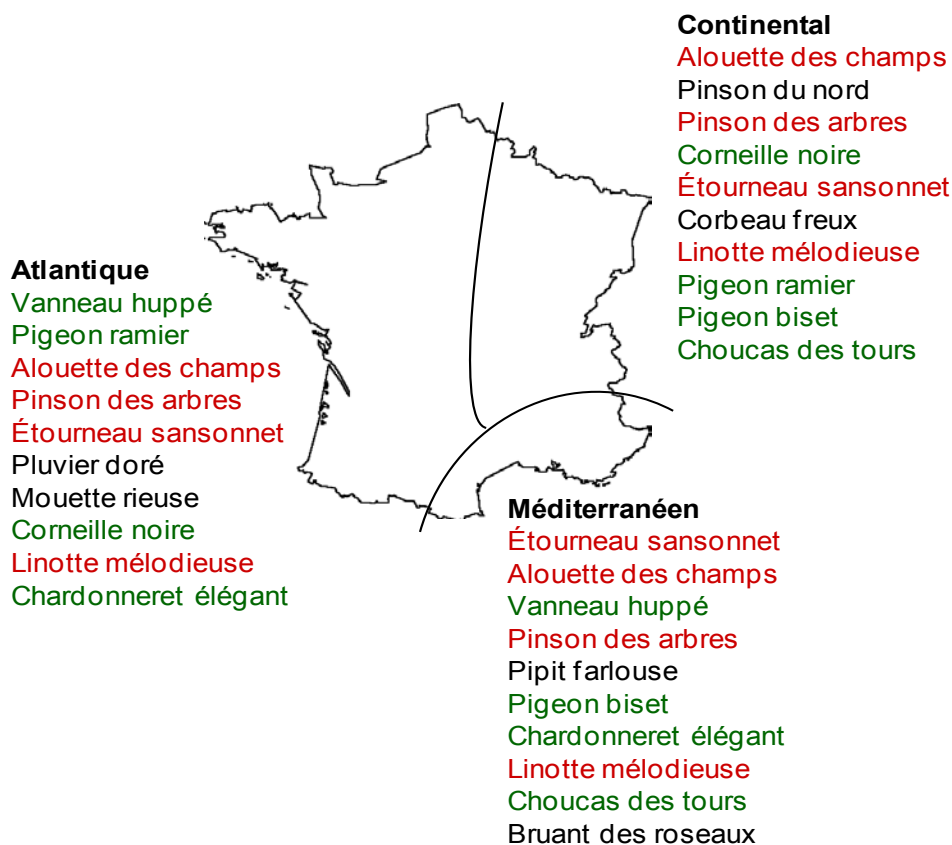 Continental
Alouette des champs
Pinson du nord
Pinson des arbres
Corneille noire
Étourneau sansonnet
Corbeau freux
Linotte mélodieuse
Pigeon ramier
Pigeon biset
Choucas des tours
Atlantique
Vanneau huppé
Pigeon ramier
Alouette des champs
Pinson des arbres
Étourneau sansonnet
Pluvier doré
Mouette rieuse
Corneille noire
Linotte mélodieuse
Chardonneret élégant
Méditerranéen
Étourneau sansonnet
Alouette des champs
Vanneau huppé
Pinson des arbres
Pipit farlouse
Pigeon biset
Chardonneret élégant
Linotte mélodieuse
Choucas des tours
Bruant des roseaux